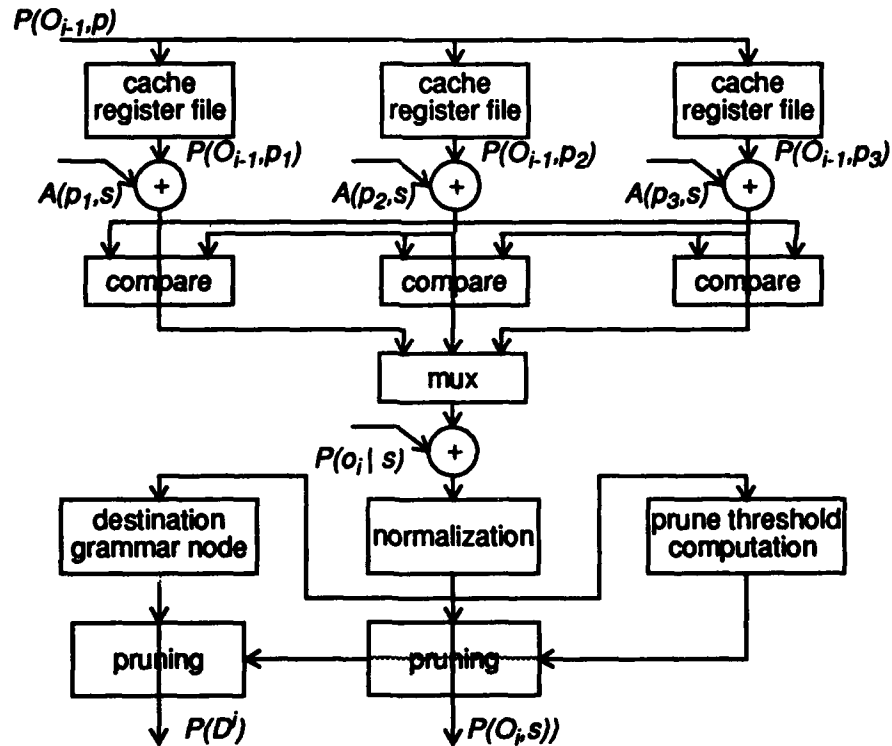 P(O_{i-1},p)
cache register file
cache register file
cache register file
P(O_{i-1},p_1)
P(O_{i-1},p_2)
P(O_{i-1},p_3)
A(p_1,s)
+
A(p_2,s)
+
A(p_3,s)
+
compare
compare
compare
mux
P(o_i | s)
+
destination grammar node
normalization
prune threshold computation
pruning
pruning
P(D^i)
P(O_i,s))